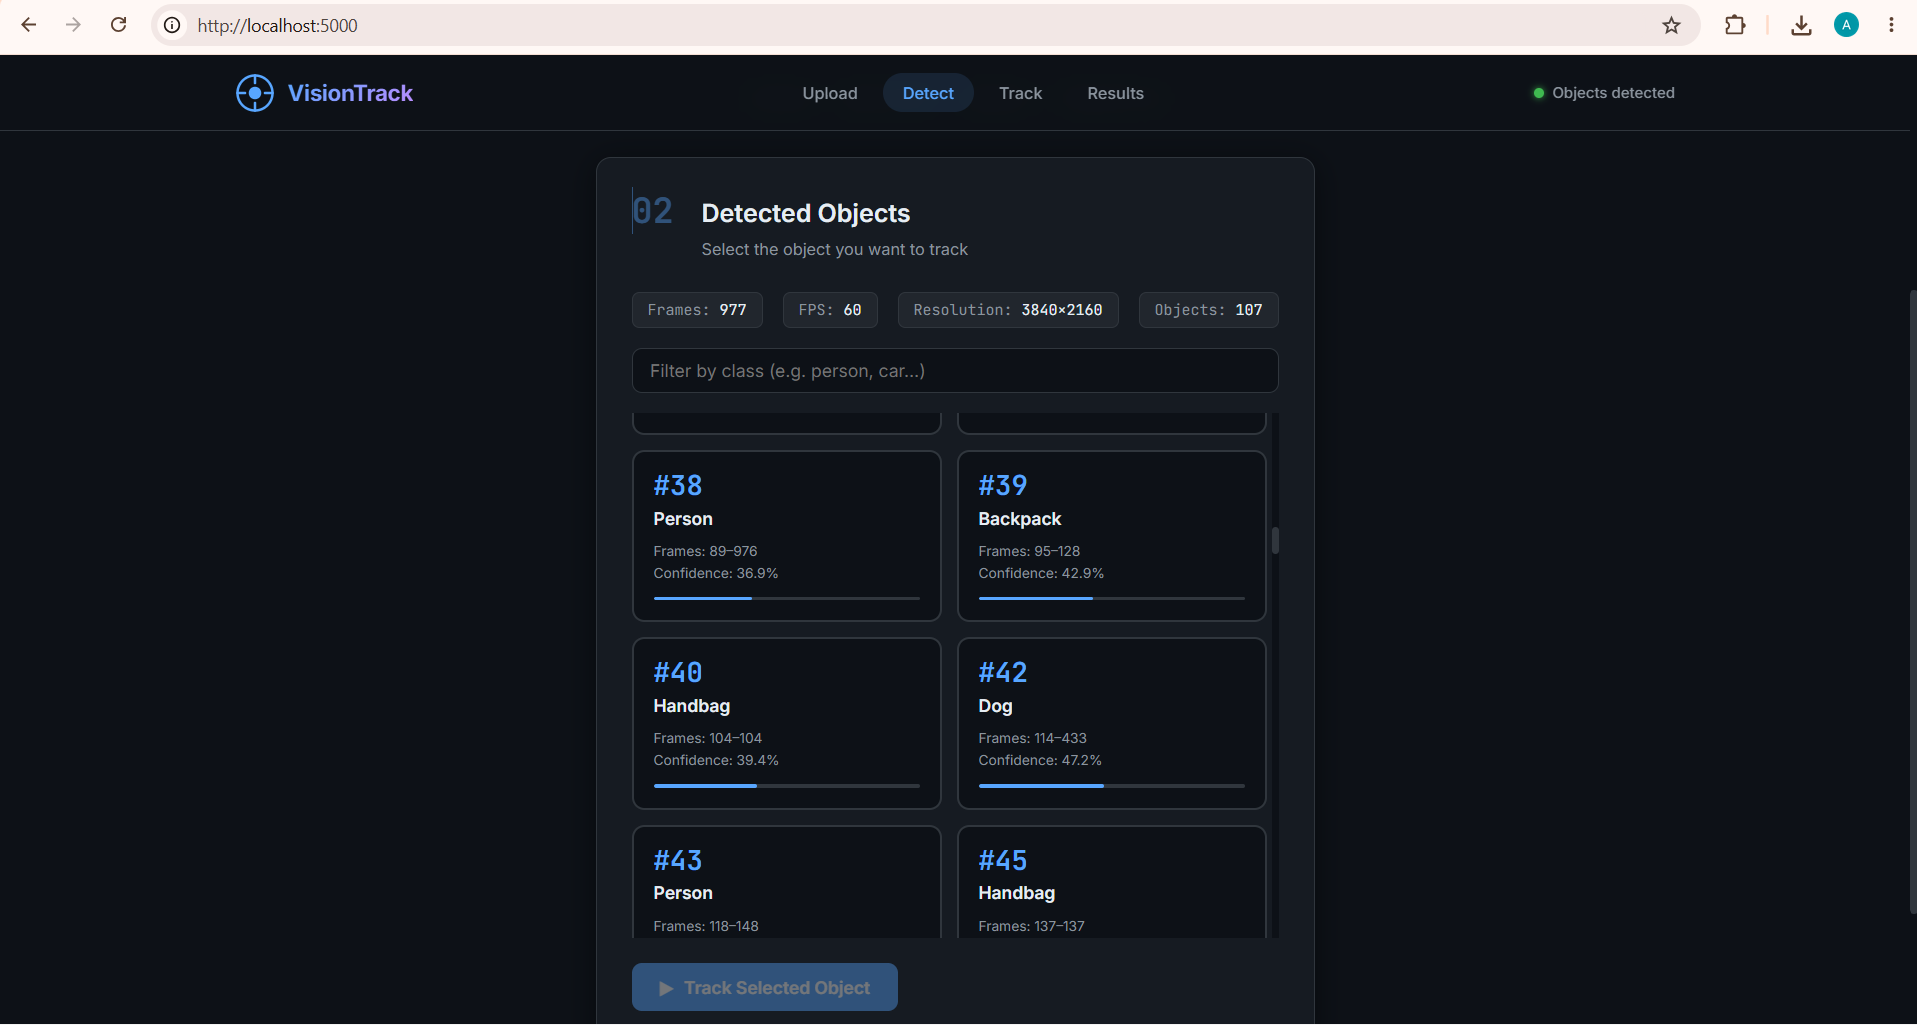 http://localhost:5000
A
VisionTrack
Upload
Detect
Track
Results
Objects detected
02
Detected Objects
Select the object you want to track
Frames: 977
FPS: 60
Resolution: 3840×2160
Objects: 107
Filter by class (e.g. person, car...)
#38
Person
Frames: 89–976
Confidence: 36.9%
#39
Backpack
Frames: 95–128
Confidence: 42.9%
#40
Handbag
Frames: 104–104
Confidence: 39.4%
#42
Dog
Frames: 114–433
Confidence: 47.2%
#43
Person
Frames: 118–148
#45
Handbag
Frames: 137–137
▶ Track Selected Object